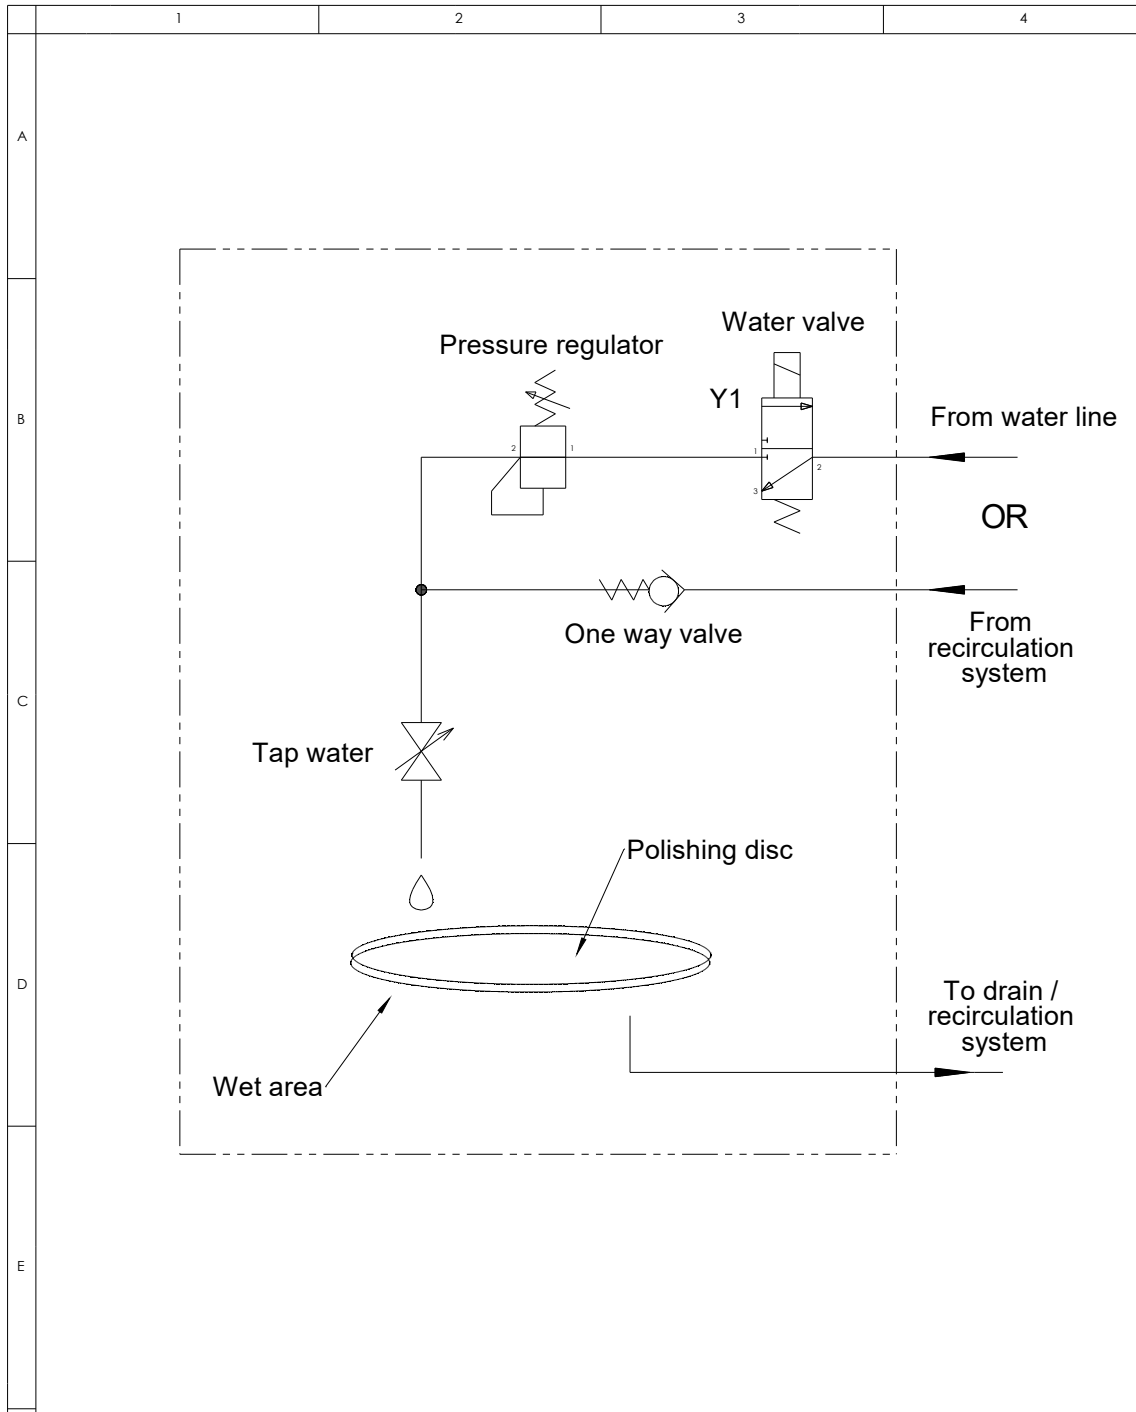 1 2 3 4
A
Water valve
Pressure regulator
Y1
B
From water line
2 1
1
2
3
OR
One way valve
From
recirculation
system
C
Tap water
Polishing disc
D
To drain /
recirculation
system
Wet area
E